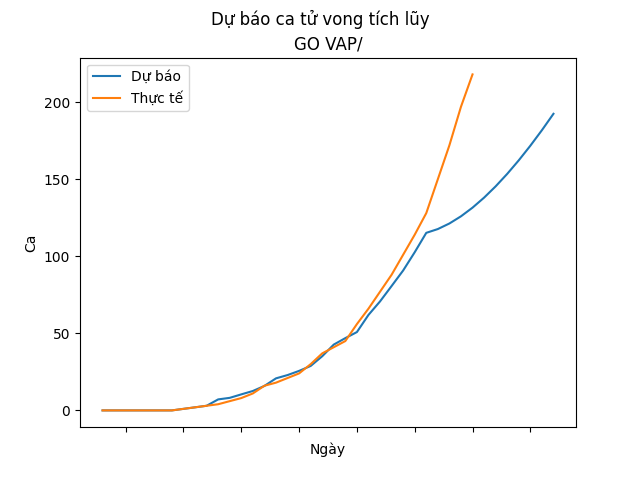 Dự báo ca tử vong tích lũy
GO VAP/
Dự báo
Thực tế
200
150
100
50
0
Ca
Ngày